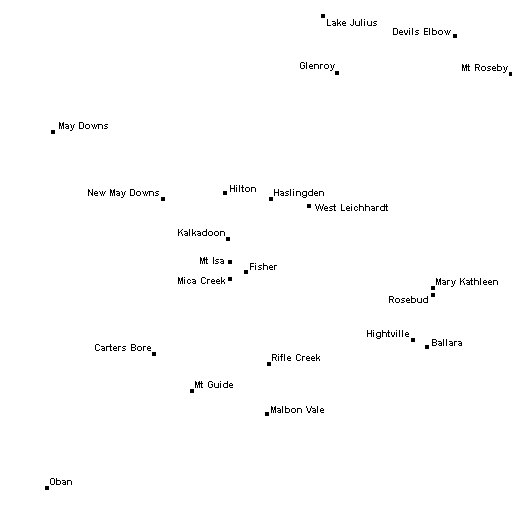 Lake Julius
Devils Elbow
Glenroy
Mt Roseby
May Downs
New May Downs
Hilton
Haslingden
West Leichhardt
Kalkadoon
Mt Isa
Fisher
Mica Creek
Mary Kathleen
Rosebud
Hightville
Ballara
Carters Bore
Rifle Creek
Mt Guide
Malbon Vale
Oban